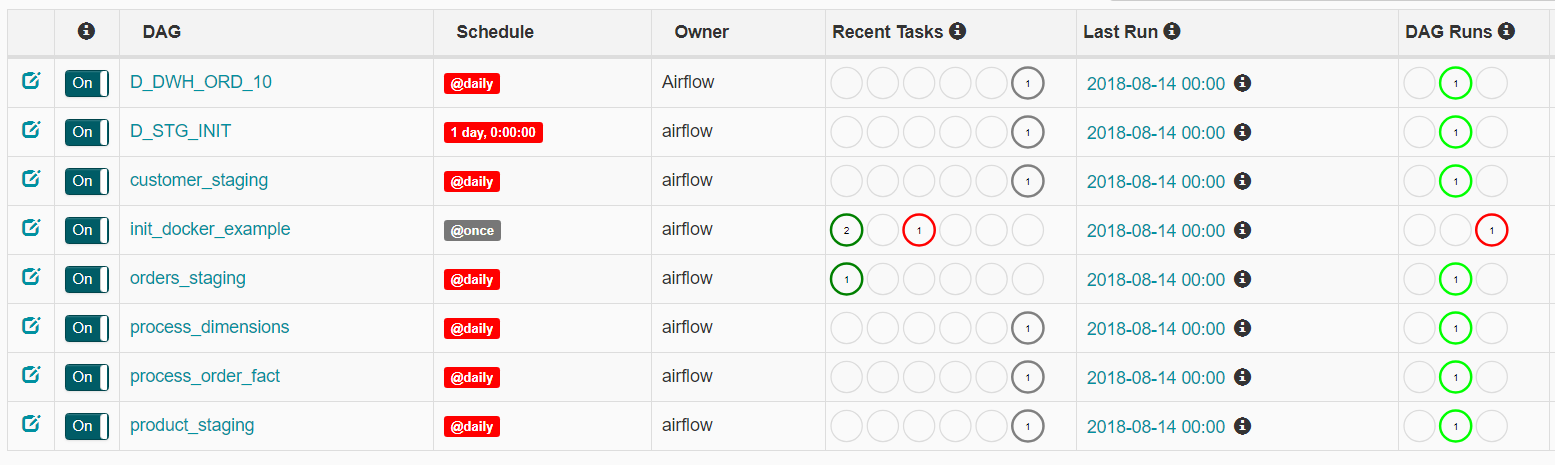 DAG Schedule Owner Recent Tasks Last Run DAG Runs
On D_DWH_ORD_10 @daily Airflow 1 2018-08-14 00:00 1
On D_STG_INIT 1 day, 0:00:00 airflow 1 2018-08-14 00:00 1
On customer_staging @daily airflow 1 2018-08-14 00:00 1
On init_docker_example @once airflow 2 1 2018-08-14 00:00 1
On orders_staging @daily airflow 1 2018-08-14 00:00 1
On process_dimensions @daily airflow 1 2018-08-14 00:00 1
On process_order_fact @daily airflow 1 2018-08-14 00:00 1
On product_staging @daily airflow 1 2018-08-14 00:00 1